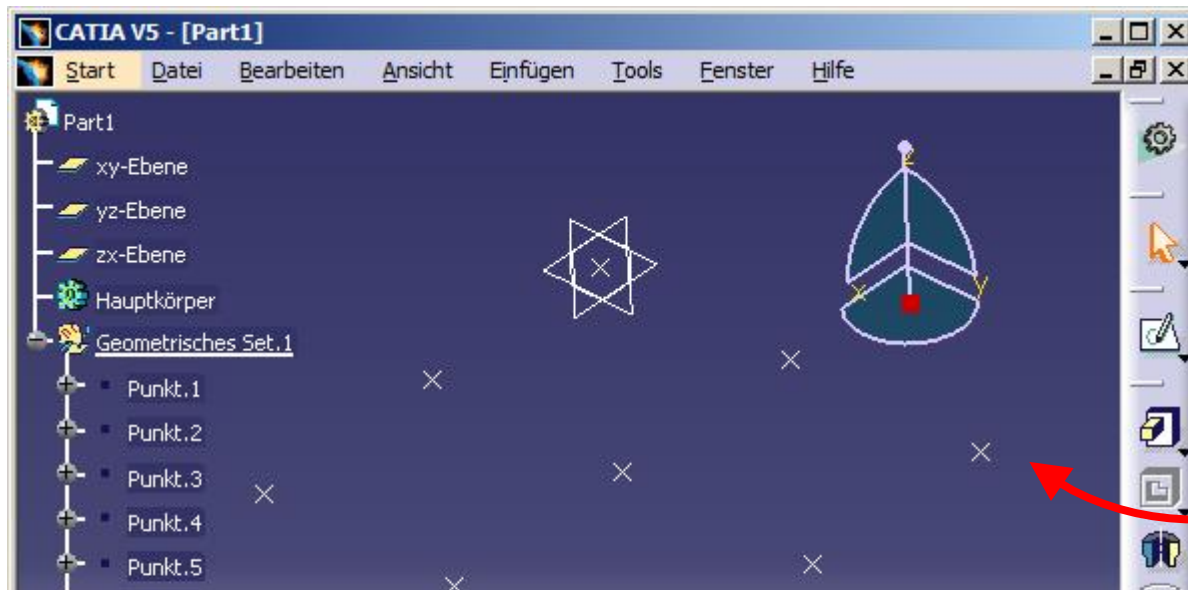 CATIA V5 - [Part1]
Start Datei Bearbeiten Ansicht Einfügen Tools Fenster Hilfe
Part1
xy-Ebene
yz-Ebene
zx-Ebene
Hauptkörper
Geometrisches Set.1
Punkt.1
Punkt.2
Punkt.3
Punkt.4
Punkt.5
z
x
y